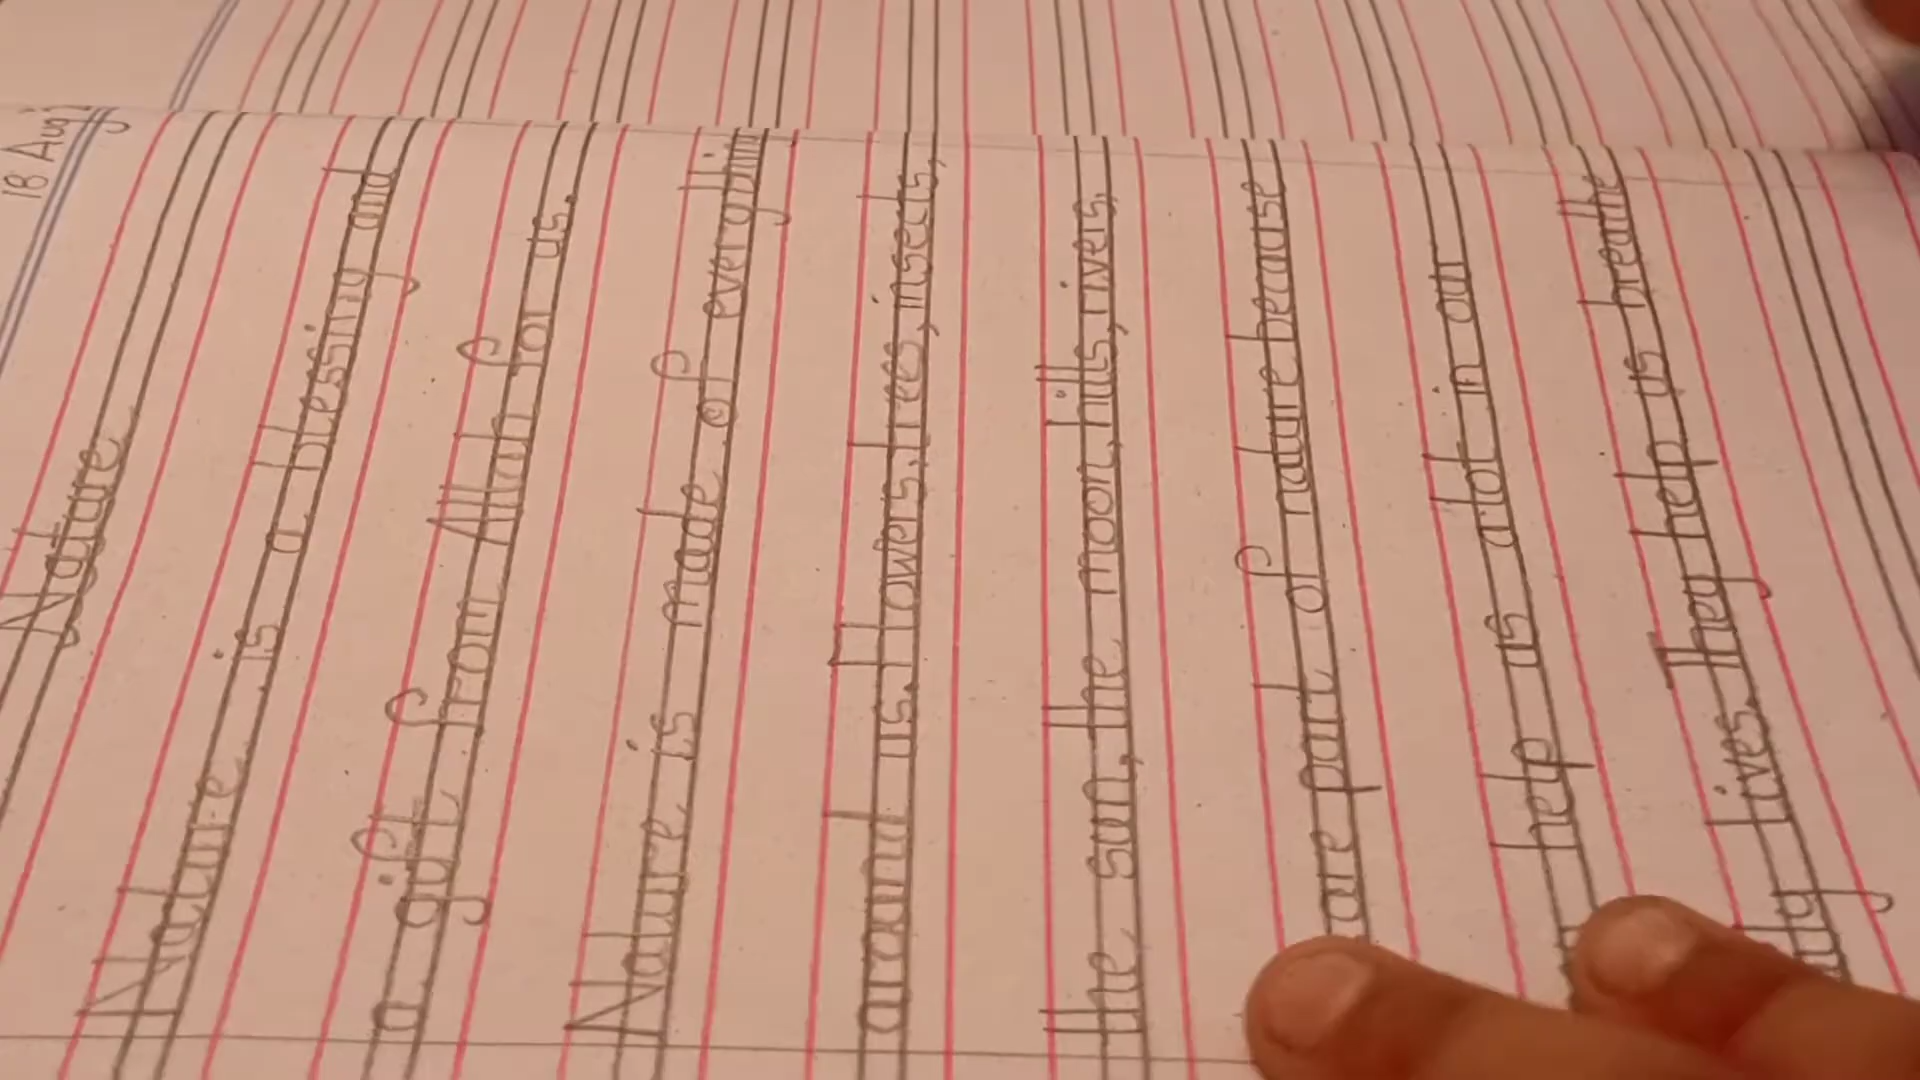 18 Aug
Nature
Nature is a blessing and
a gift from Allah for us.
Nature is made of everything
around us. Flowers, trees, insects,
the sun, the moon, hills, rivers,
are part of nature because
help us a lot in our
lives. They help us breathe